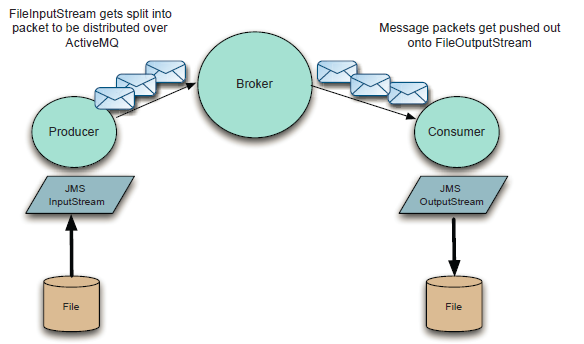 FileInputStream gets split into
packet to be distributed over
ActiveMQ
Message packets get pushed out
onto FileOutputStream
Broker
Producer
Consumer
JMS
InputStream
JMS
OutputStream
File
File